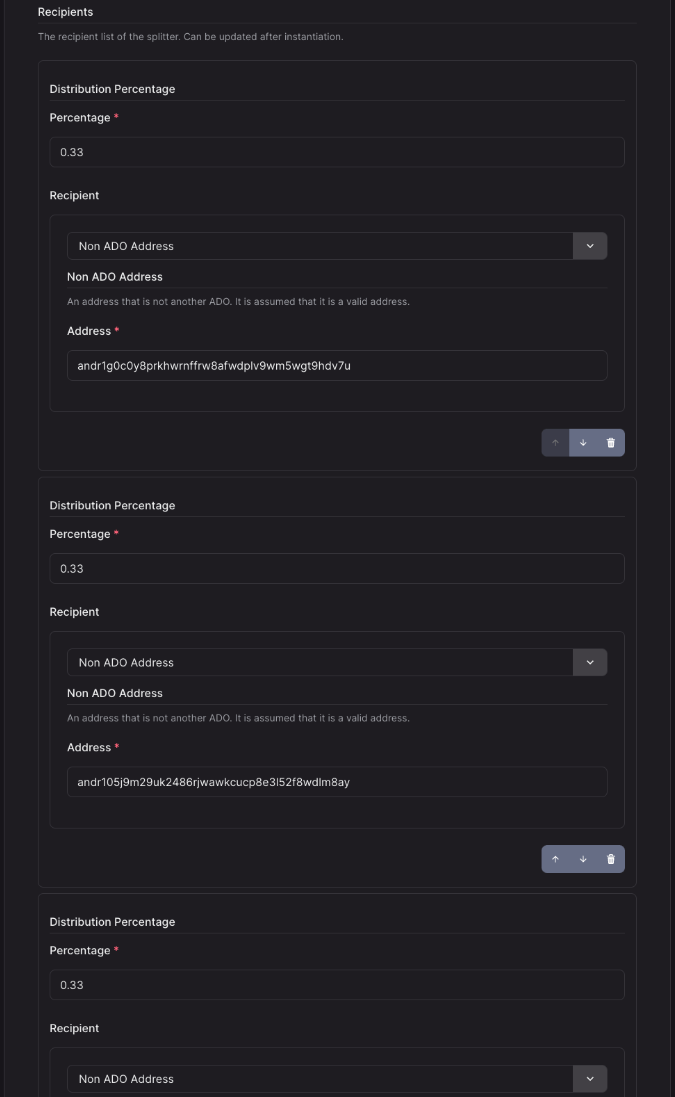 Recipients
The recipient list of the splitter. Can be updated after instantiation.
Distribution Percentage
Percentage *
0.33
Recipient
Non ADO Address
Non ADO Address
An address that is not another ADO. It is assumed that it is a valid address.
Address *
andr1g0c0y8prkhwrnffrw8afwdplv9wm5wgt9hdv7u
Distribution Percentage
Percentage *
0.33
Recipient
Non ADO Address
Non ADO Address
An address that is not another ADO. It is assumed that it is a valid address.
Address *
andr105j9m29uk2486rjwawkcucp8e3l52f8wdlm8ay
Distribution Percentage
Percentage *
0.33
Recipient
Non ADO Address